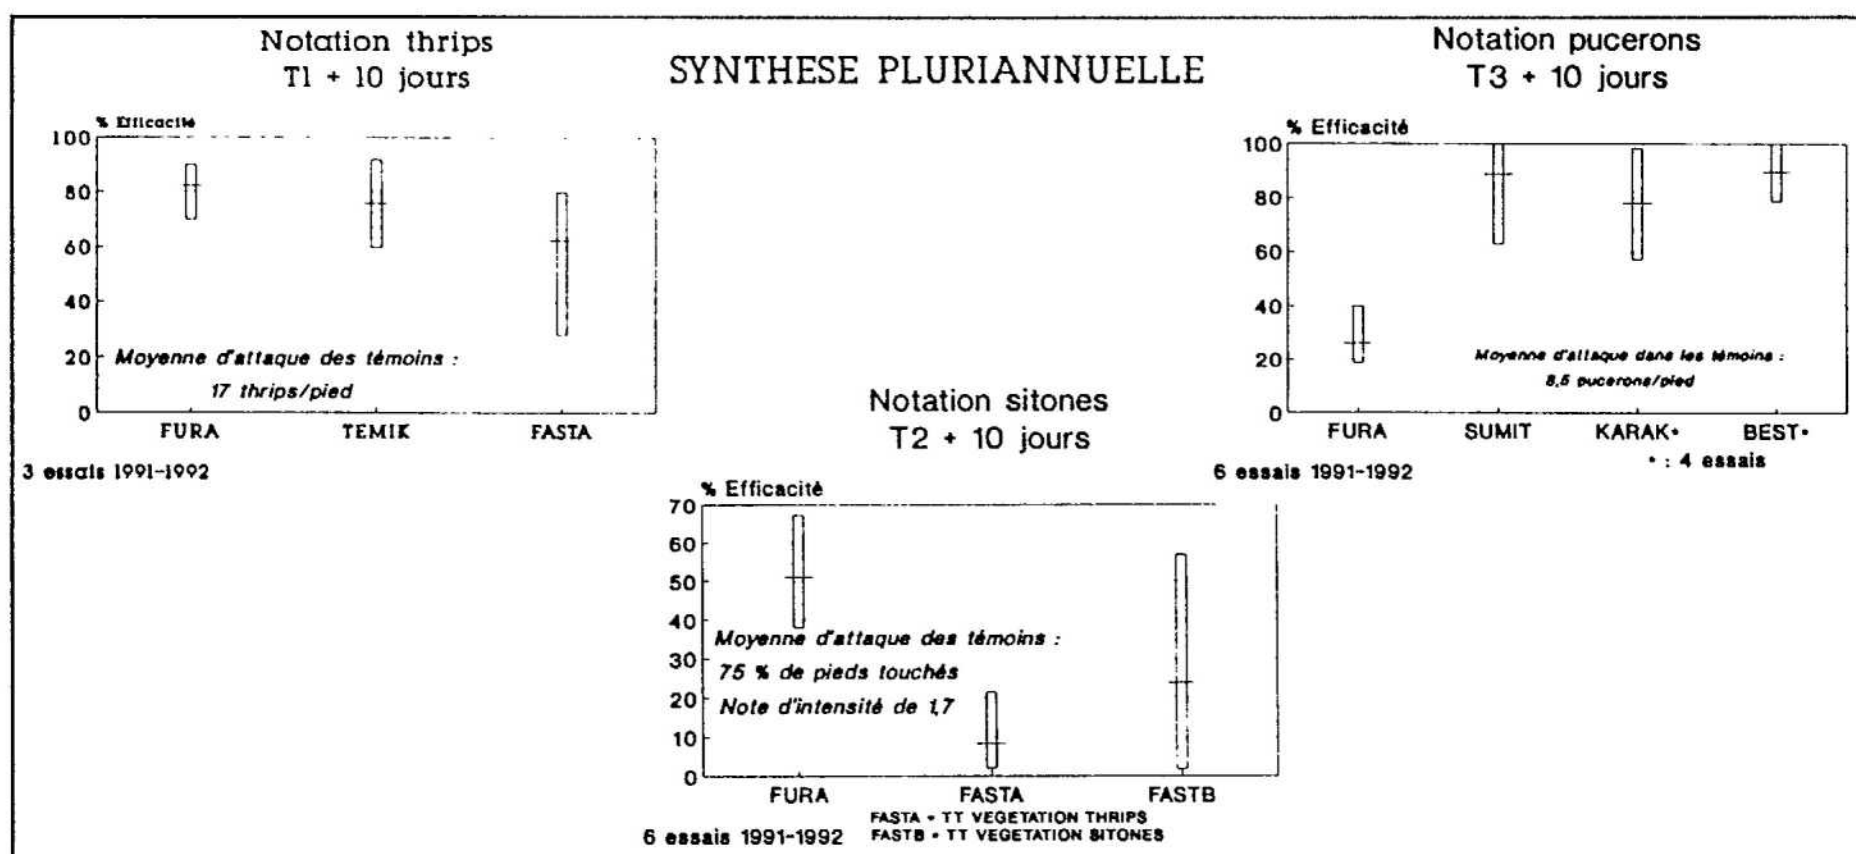 Notation thrips
T1 + 10 jours
% Efficacité
100
80
60
40
20
0
Moyenne d'attaque des témoins :
17 thrips/pied
FURA TEMIK FASTA
3 essais 1991-1992
SYNTHESE PLURIANNUELLE
Notation sitones
T2 + 10 jours
% Efficacité
70
60
50
40
30
20
10
0
Moyenne d'attaque des témoins :
75 % de pieds touchés
Note d'intensité de 1,7
FURA FASTA FASTB
FASTA • TT VEGETATION THRIPS
FASTB • TT VEGETATION SITONES
6 essais 1991-1992
Notation pucerons
T3 + 10 jours
% Efficacité
100
80
60
40
20
0
Moyenne d'attaque dans les témoins :
pucerons/pied
FURA SUMIT KARAK• BEST•
• : 4 essais
6 essais 1991-1992